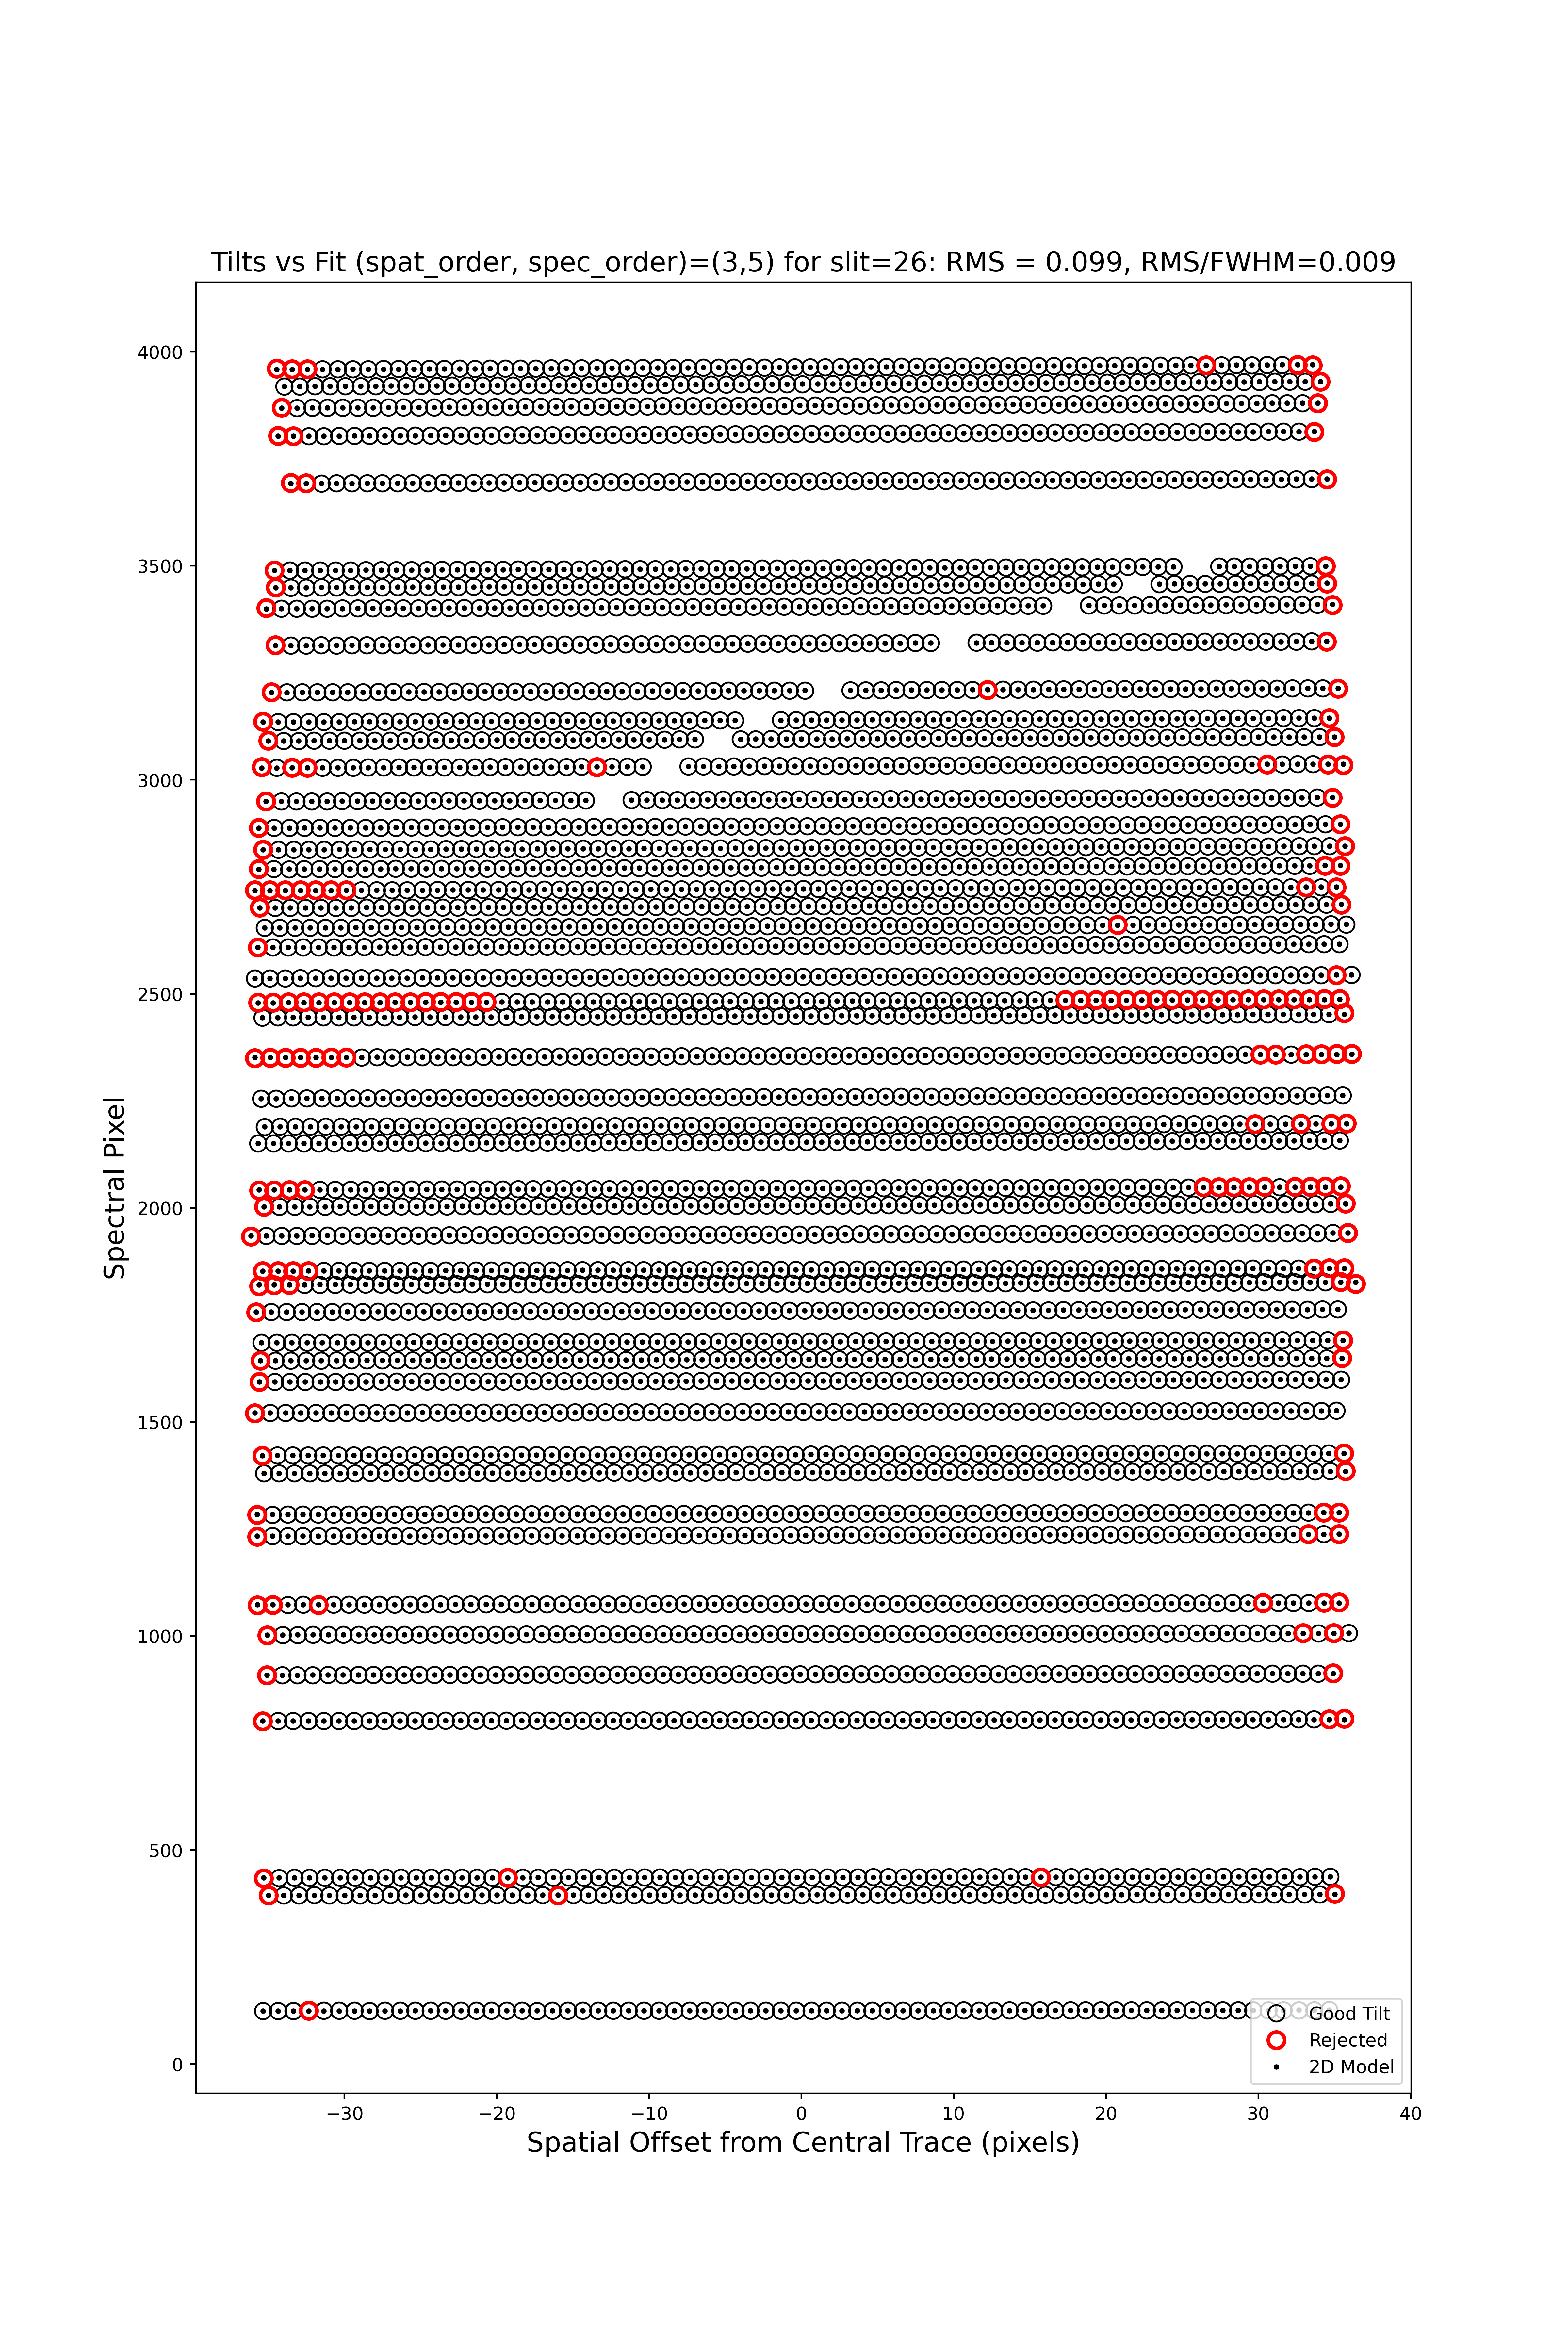 Tilts vs Fit (spat_order, spec_order)=(3,5) for slit=26: RMS = 0.099, RMS/FWHM=0.009
4000
3500
3000
2500
2000
1500
1000
500
0
Spectral Pixel
Good Tilt
Rejected
2D Model
−30 −20 −10 0 10 20 30 40
Spatial Offset from Central Trace (pixels)